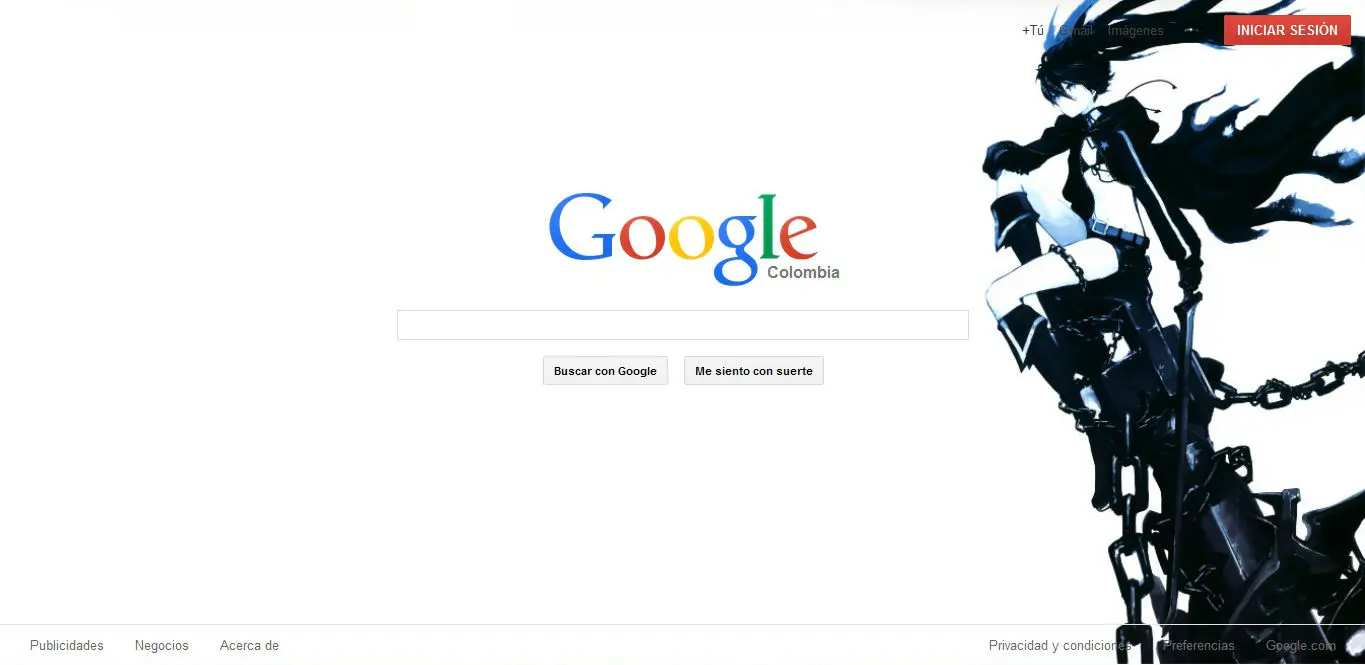 +Tú Gmail Imágenes INICIAR SESIÓN
Google
Colombia
Buscar con Google Me siento con suerte
Publicidades Negocios Acerca de Privacidad y condiciones Preferencias Google.com